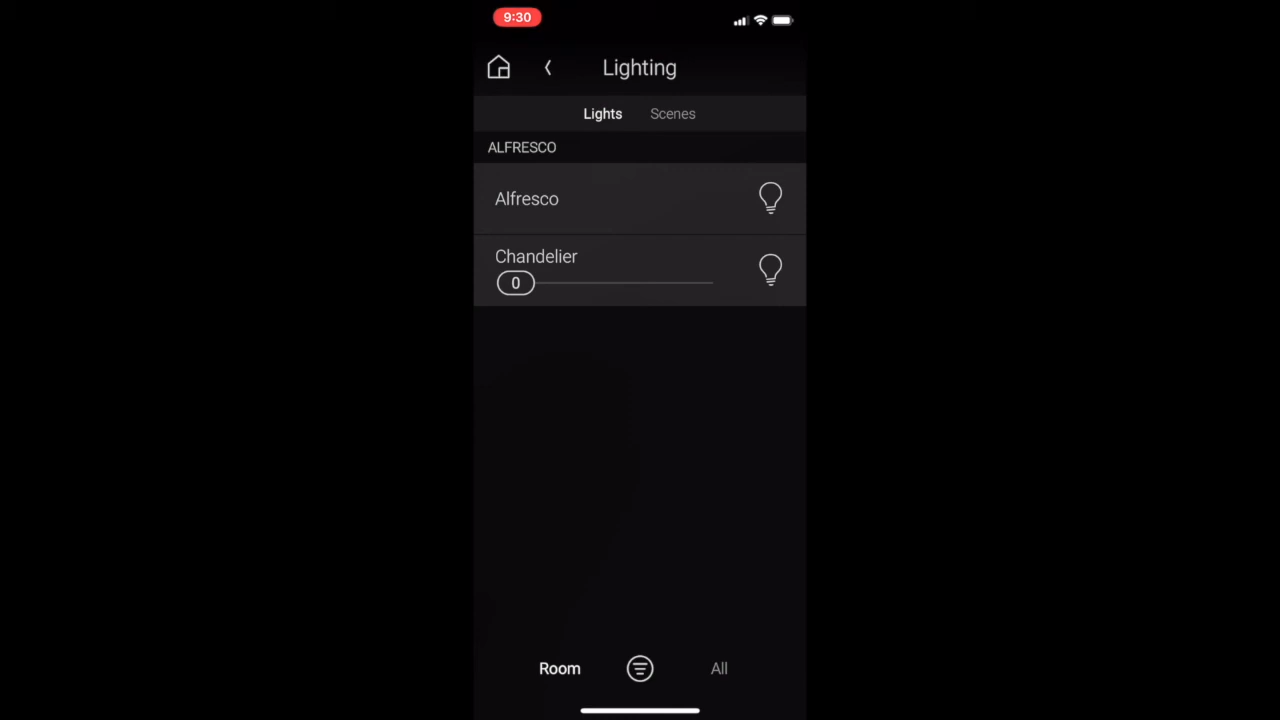 9:30
Lighting
Lights Scenes
ALFRESCO
Alfresco
Chandelier
0
Room All